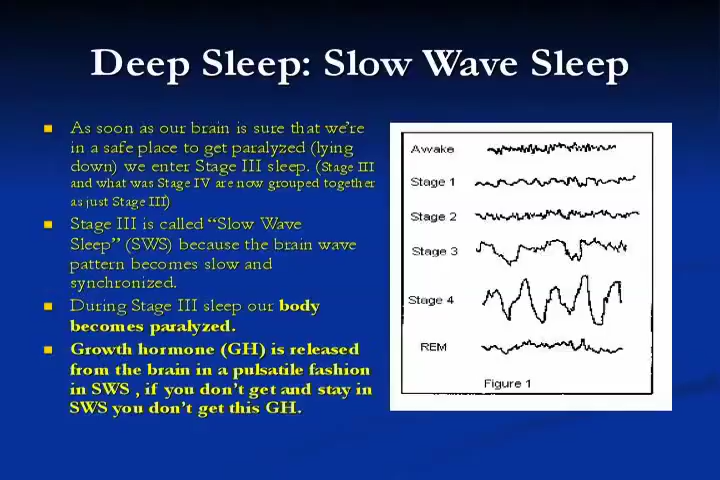 Deep Sleep: Slow Wave Sleep
As soon as our brain is sure that we're
in a safe place to get paralyzed (lying
down) we enter Stage III sleep. (Stage III
and what was Stage IV are now grouped together
as just Stage III)
Stage III is called "Slow Wave
Sleep" (SWS) because the brain wave
pattern becomes slow and
synchronized.
During Stage III sleep our body
becomes paralyzed.
Growth hormone (GH) is released
from the brain in a pulsatile fashion
in SWS , if you don't get and stay in
SWS you don't get this GH.
Awake
Stage 1
Stage 2
Stage 3
Stage 4
REM
Figure 1